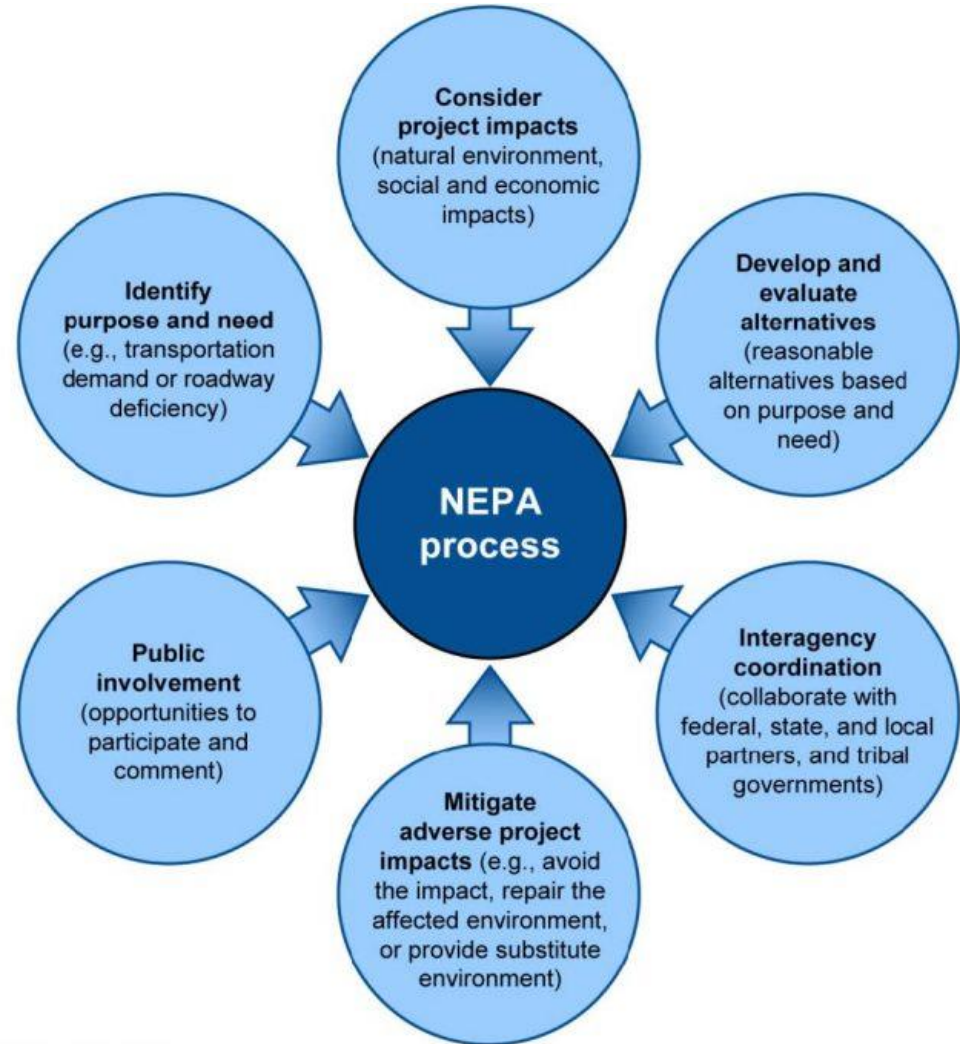 Consider
project impacts
(natural environment,
social and economic
impacts)
Identify
purpose and need
(e.g., transportation
demand or roadway
deficiency)
Develop and
evaluate
alternatives
(reasonable
alternatives based
on purpose and
need)
NEPA
process
Public
involvement
(opportunities to
participate and
comment)
Interagency
coordination
(collaborate with
federal, state, and local
partners, and tribal
governments)
Mitigate
adverse project
impacts (e.g., avoid
the impact, repair the
affected environment,
or provide substitute
environment)